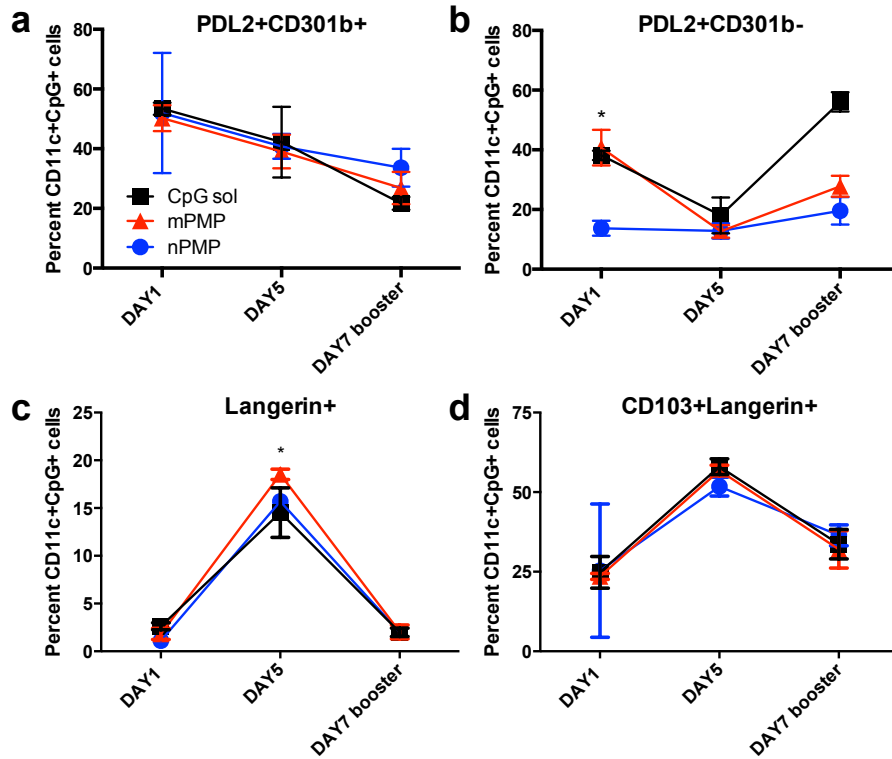 a
PDL2+CD301b+
Percent CD11c+CpG+ cells
80
60
40
20
0
CpG sol
mPMP
nPMP
DAY1
DAY5
DAY7 booster
b
PDL2+CD301b-
Percent CD11c+CpG+ cells
80
60
40
20
0
*
DAY1
DAY5
DAY7 booster
c
Langerin+
Percent CD11c+CpG+ cells
25
20
15
10
5
0
*
DAY1
DAY5
DAY7 booster
d
CD103+Langerin+
Percent CD11c+CpG+ cells
75
50
25
0
DAY1
DAY5
DAY7 booster